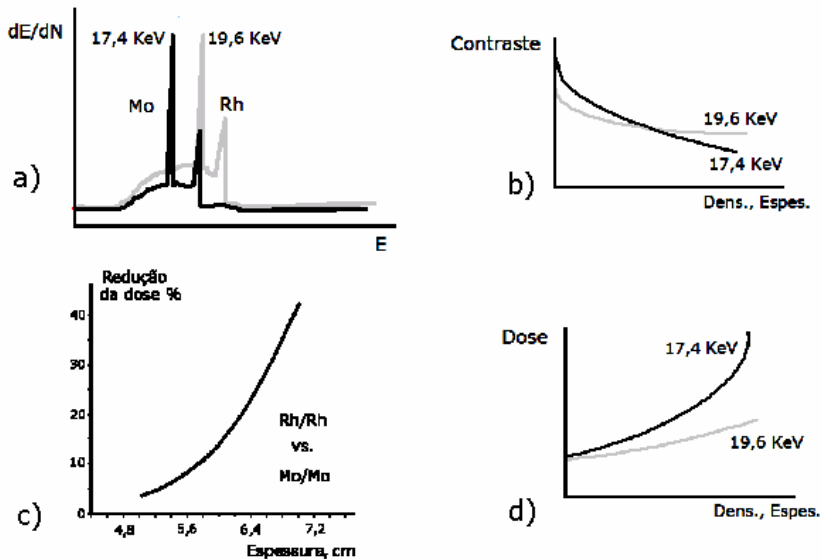 dE/dN
17,4 KeV
19,6 KeV
Mo
Rh
a)
E
Contraste
19,6 KeV
17,4 KeV
b)
Dens., Espes.
Redução
da dose %
40
30
20
10
0
Rh/Rh
vs.
Mo/Mo
c)
4,8
5,6
6,4
7,2
Espessura, cm
Dose
17,4 KeV
19,6 KeV
d)
Dens., Espes.